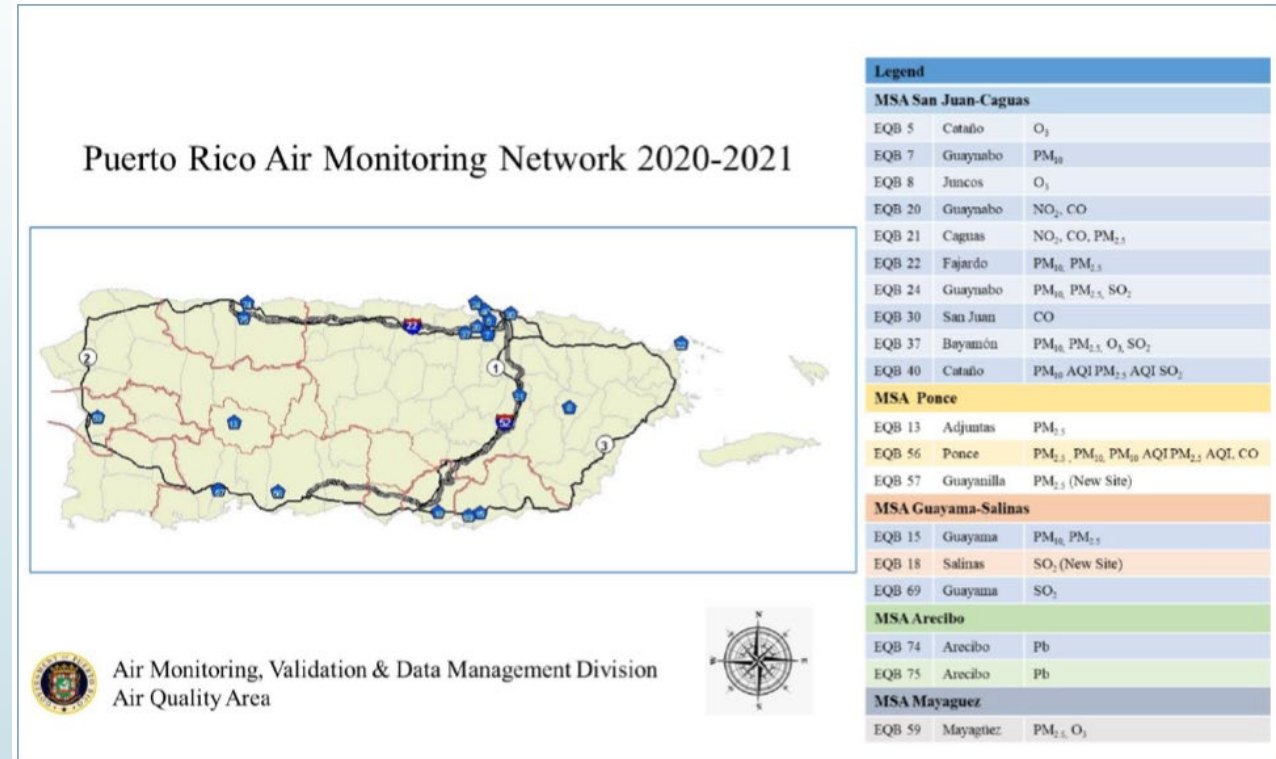 Puerto Rico Air Monitoring Network 2020-2021
22
2
1
52
3
13
8
Air Monitoring, Validation & Data Management Division
Air Quality Area
N
S
Legend
MSA San Juan-Caguas
EQB 5 Cataño O₃
EQB 7 Guaynabo PM₁₀
EQB 8 Juncos O₃
EQB 20 Guaynabo NO₂, CO
EQB 21 Caguas NO₂, CO, PM₂.₅
EQB 22 Fajardo PM₁₀, PM₂.₅
EQB 24 Guaynabo PM₁₀, PM₂.₅, SO₂
EQB 30 San Juan CO
EQB 37 Bayamón PM₁₀, PM₂.₅, O₃, SO₂
EQB 40 Cataño PM₁₀ AQI PM₂.₅ AQI SO₂
MSA Ponce
EQB 13 Adjuntas PM₂.₅
EQB 56 Ponce PM₂.₅, PM₁₀, PM₁₀ AQI PM₂.₅ AQI, CO
EQB 57 Guayanilla PM₂.₅ (New Site)
MSA Guayama-Salinas
EQB 15 Guayama PM₁₀, PM₂.₅
EQB 18 Salinas SO₂ (New Site)
EQB 69 Guayama SO₂
MSA Arecibo
EQB 74 Arecibo Pb
EQB 75 Arecibo Pb
MSA Mayaguez
EQB 59 Mayagüez PM₂.₅, O₃